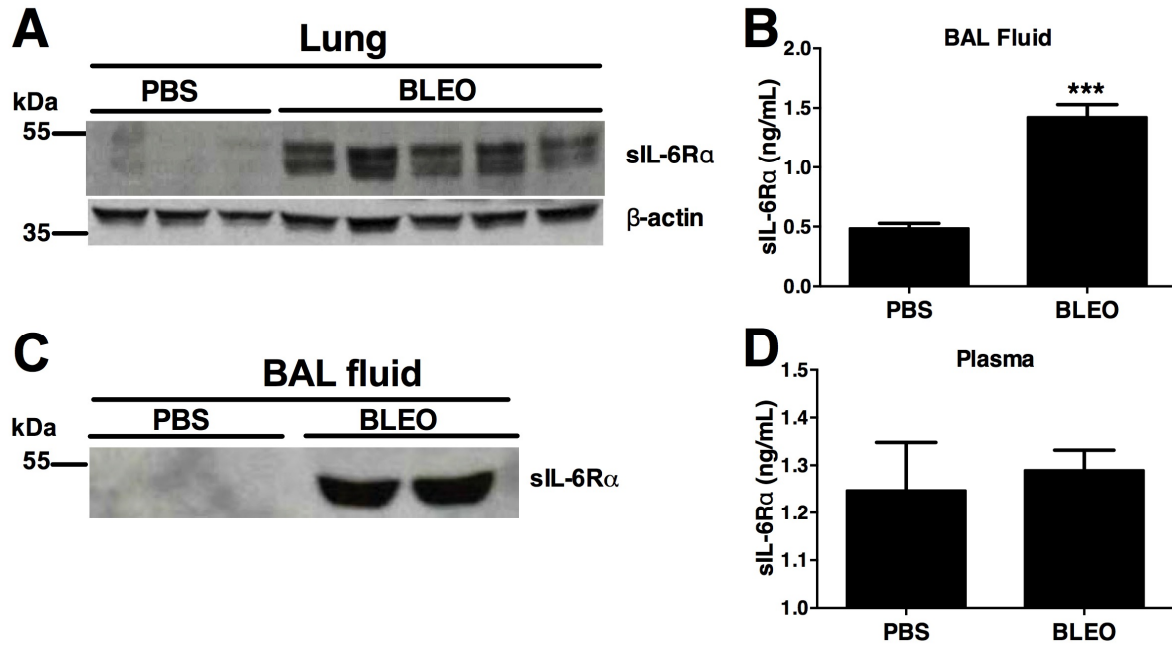 A
Lung
PBS BLEO
kDa
55
sIL-6Rα
β-actin
35
B
BAL Fluid
***
sIL-6Rα (ng/mL)
2.0
1.5
1.0
0.5
0.0
PBS BLEO
C
BAL fluid
PBS BLEO
kDa
55
sIL-6Rα
D
Plasma
sIL-6Rα (ng/mL)
1.5
1.4
1.3
1.2
1.1
1.0
PBS BLEO